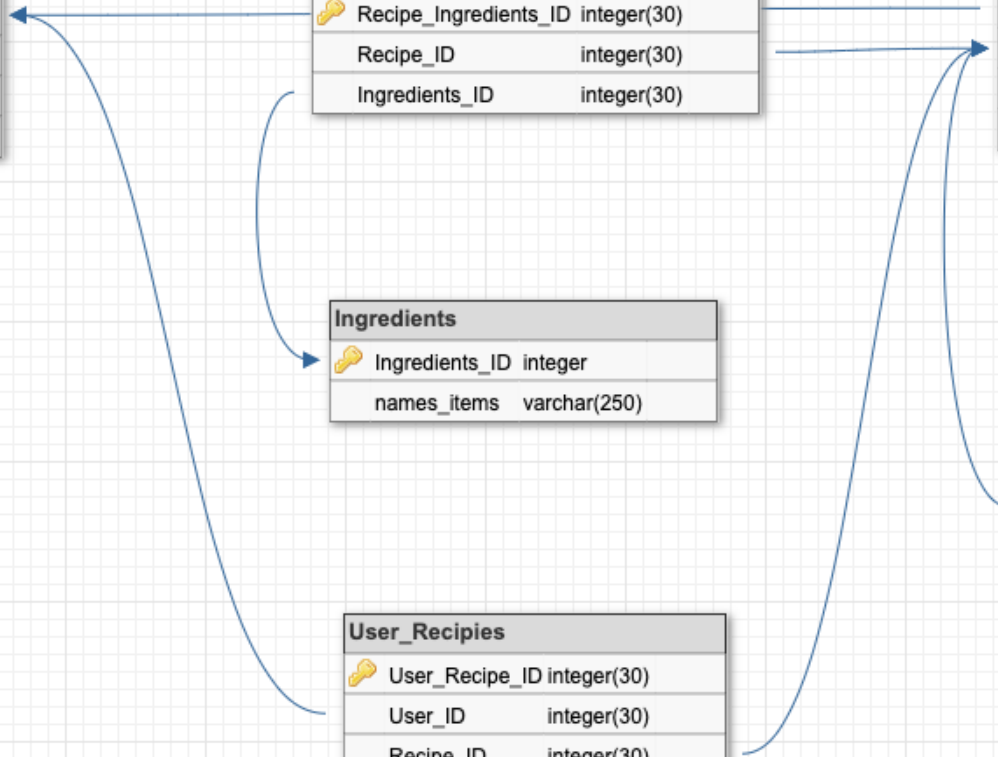 Recipe_Ingredients_ID integer(30)
Recipe_ID integer(30)
Ingredients_ID integer(30)
Ingredients
Ingredients_ID integer
names_items varchar(250)
User_Recipies
User_Recipe_ID integer(30)
User_ID integer(30)
Recipe_ID integer(30)